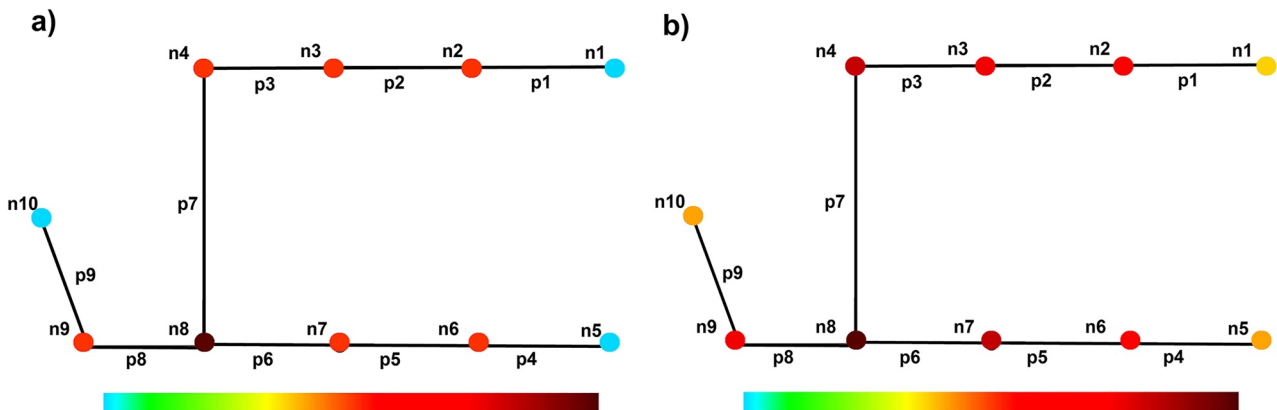 a)
n4 n3 n2 n1
p3 p2 p1
n10 p7
p9
n9 n8 n7 n6 n5
p8 p6 p5 p4
b)
n4 n3 n2 n1
p3 p2 p1
n10 p7
p9
n9 n8 n7 n6 n5
p8 p6 p5 p4